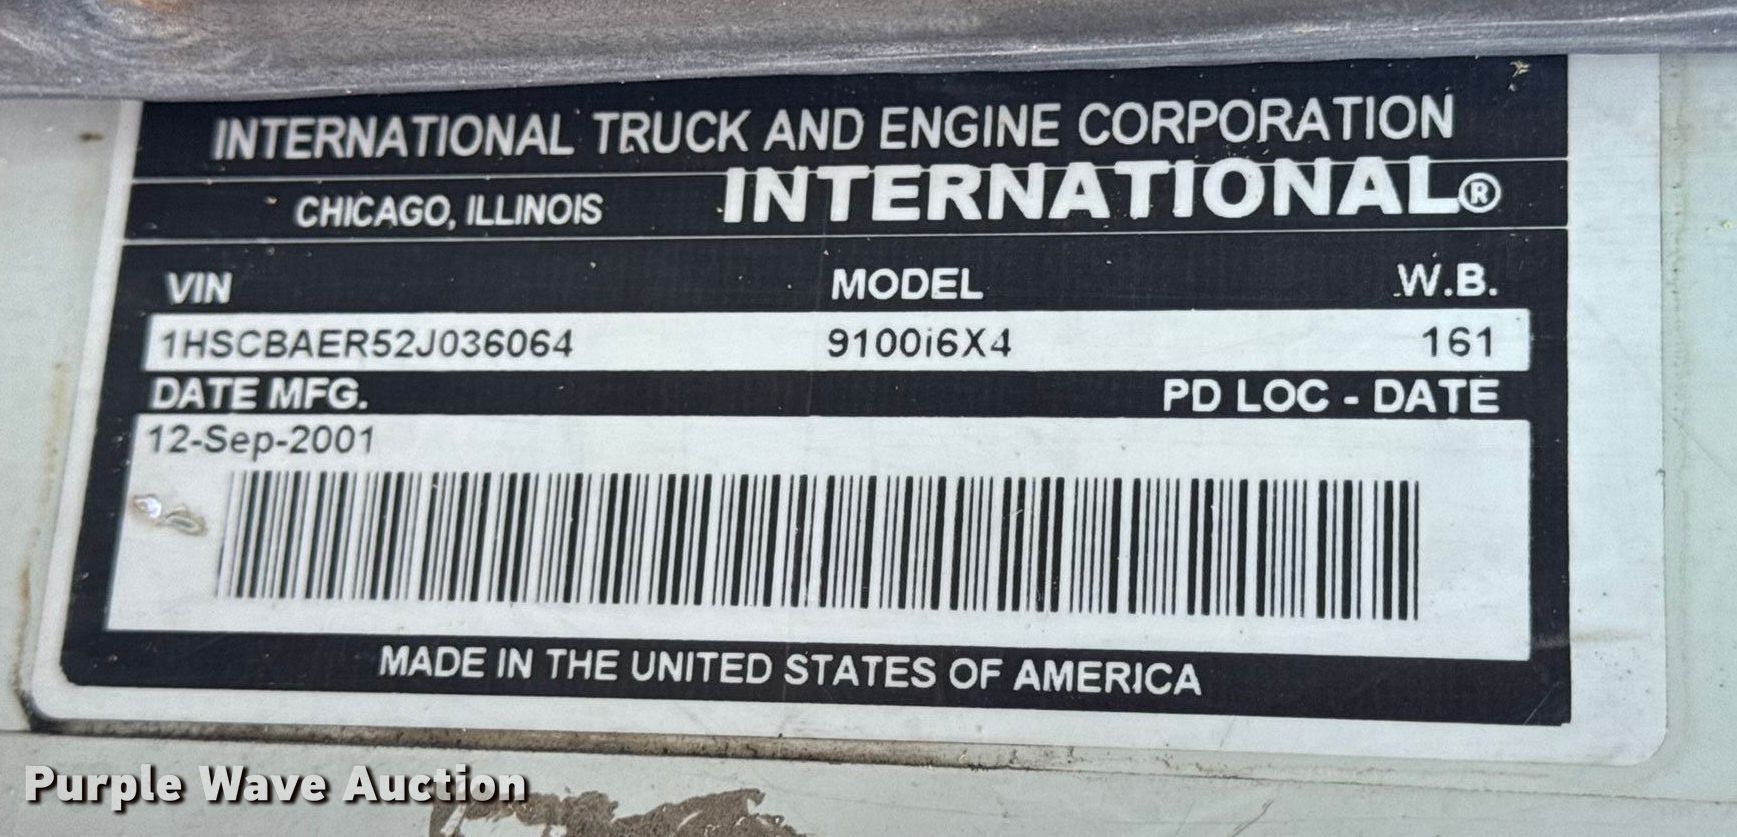 INTERNATIONAL TRUCK AND ENGINE CORPORATION
CHICAGO, ILLINOIS INTERNATIONAL®
VIN MODEL W.B.
1HSCBAER52J036064 9100i6X4 161
DATE MFG. PD LOC - DATE
12-Sep-2001
MADE IN THE UNITED STATES OF AMERICA
Purple Wave Auction